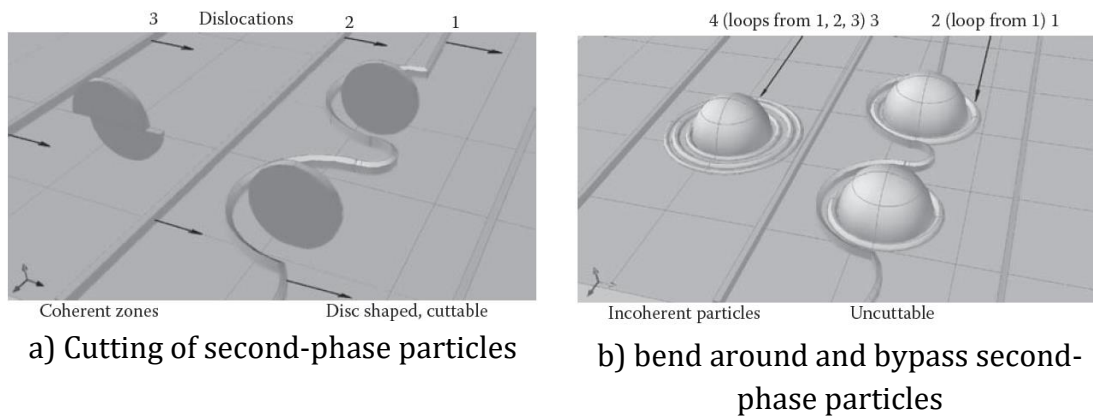 3 Dislocations 2 1
4 (loops from 1, 2, 3) 3 2 (loop from 1) 1
Coherent zones Disc shaped, cuttable
Incoherent particles Uncuttable
a) Cutting of second-phase particles
b) bend around and bypass second-
phase particles